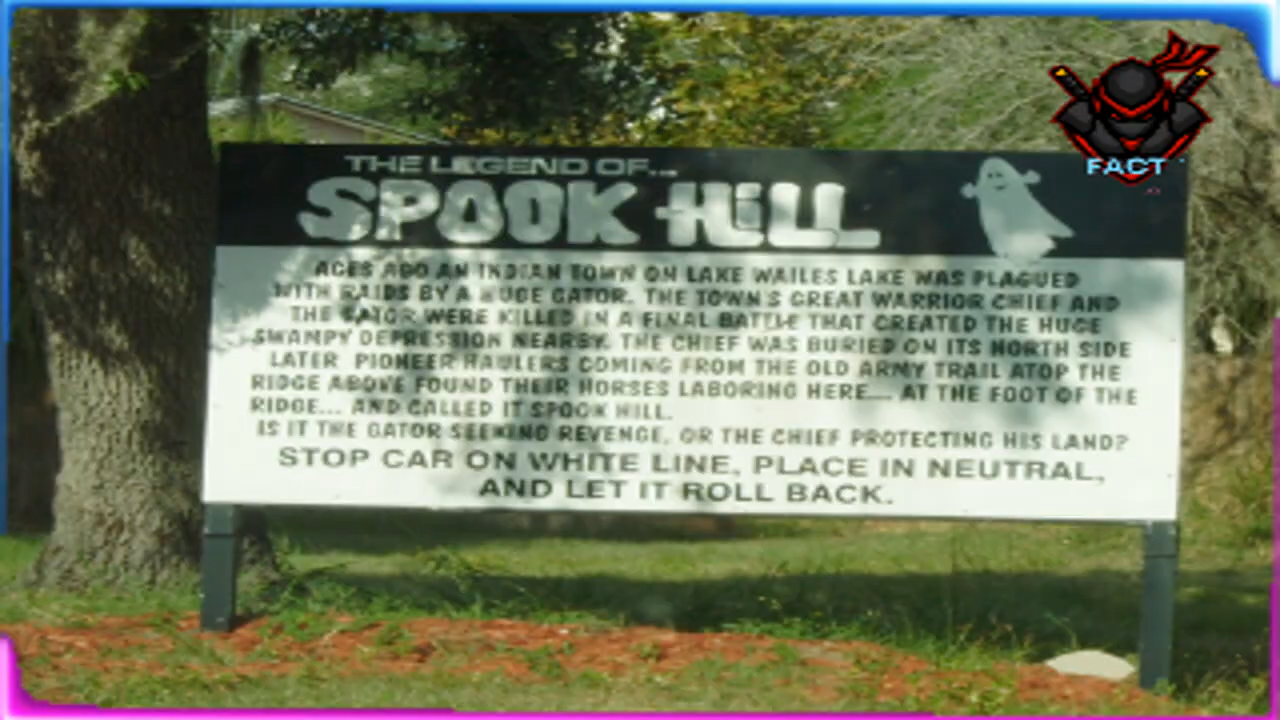 FACT
THE LEGEND OF...
SPOOK HILL
AGES AGO AN INDIAN TOWN ON LAKE WAILES LAKE WAS PLAGUED
WITH RAIDS BY A HUGE GATOR. THE TOWN'S GREAT WARRIOR CHIEF AND
THE GATOR WERE KILLED IN A FINAL BATTLE THAT CREATED THE HUGE
SWAMPY DEPRESSION NEARBY. THE CHIEF WAS BURIED ON ITS NORTH SIDE
LATER PIONEER HAULERS COMING FROM THE OLD ARMY TRAIL ATOP THE
RIDGE ABOVE FOUND THEIR HORSES LABORING HERE... AT THE FOOT OF THE
RIDGE... AND CALLED IT SPOOK HILL.
IS IT THE GATOR SEEKING REVENGE, OR THE CHIEF PROTECTING HIS LAND?
STOP CAR ON WHITE LINE, PLACE IN NEUTRAL,
AND LET IT ROLL BACK.